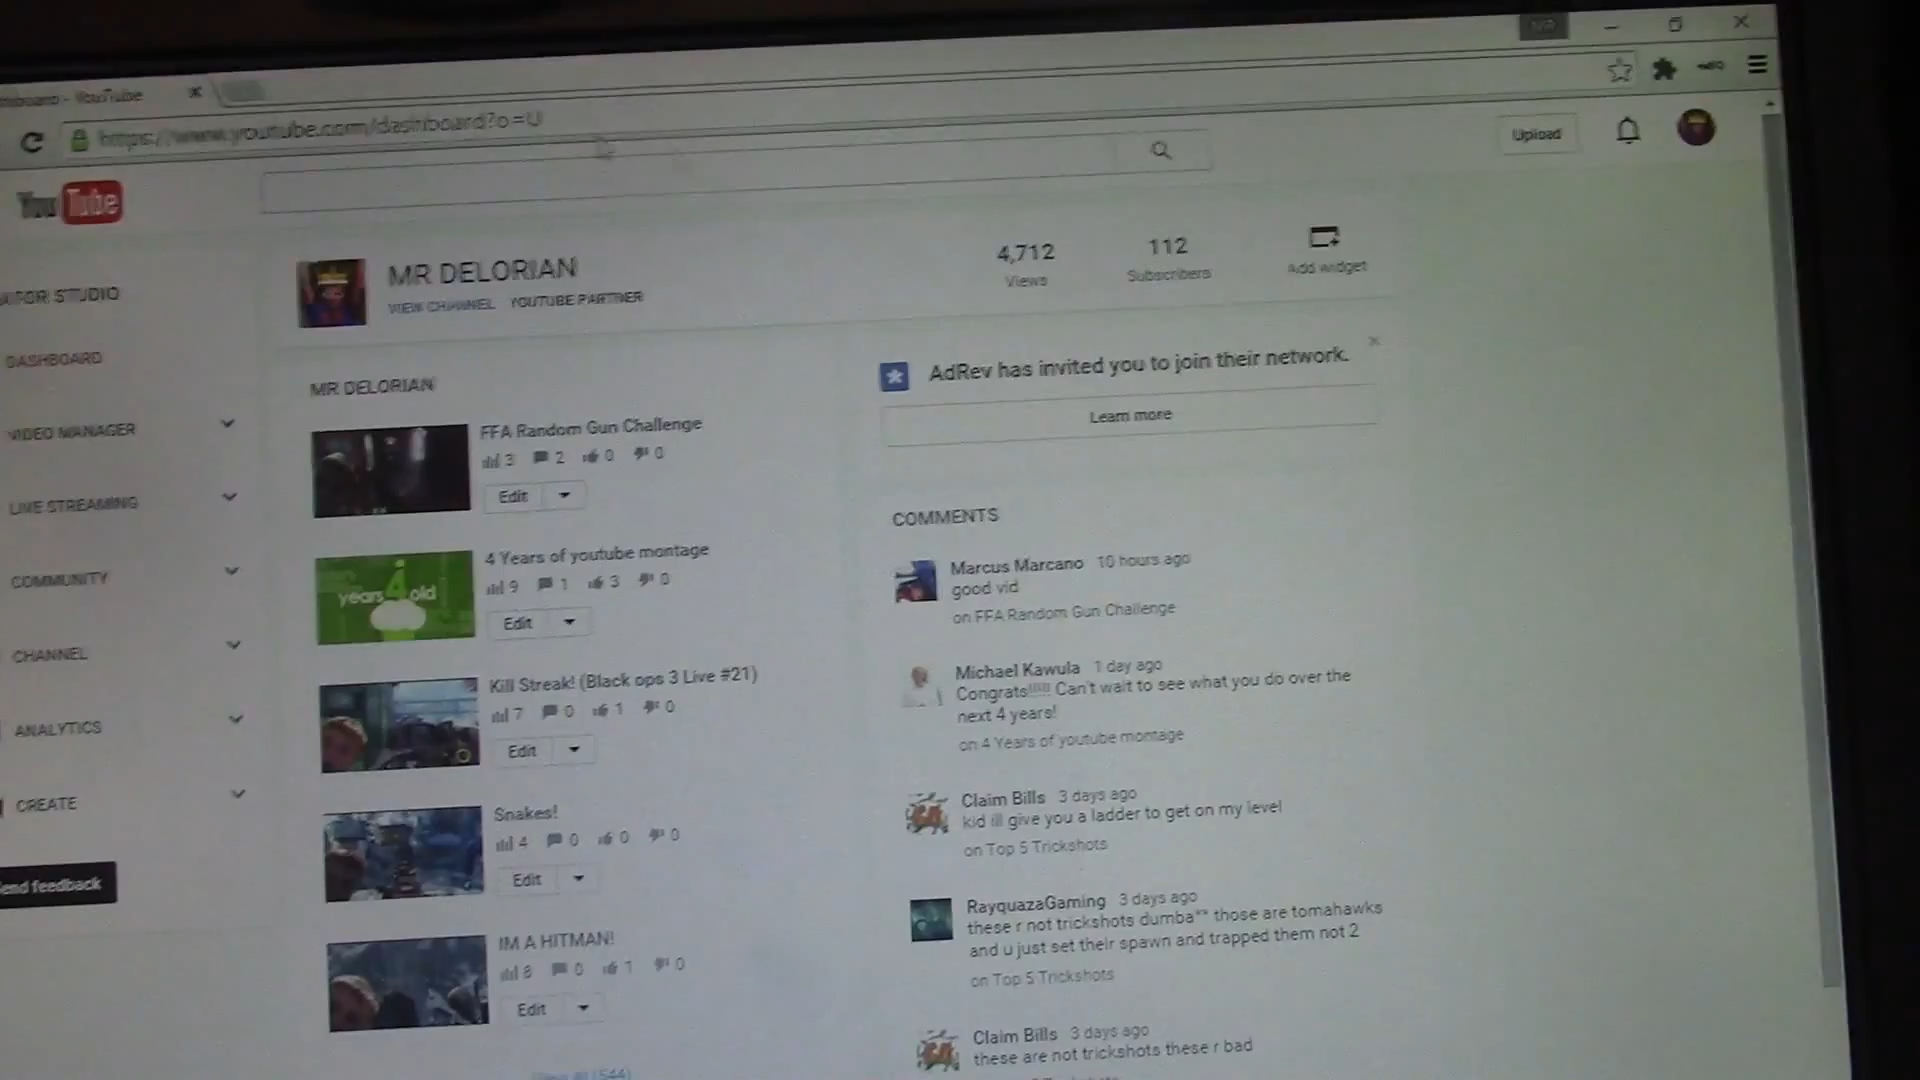 YouTube
https://www.youtube.com/dashboard?o=U
YouTube
Upload
MR DELORIAN
VIEW CHANNEL YOUTUBE PARTNER
4,712
Views
112
Subscribers
Add widget
STUDIO
DASHBOARD
VIDEO MANAGER
LIVE STREAMING
COMMUNITY
CHANNEL
ANALYTICS
CREATE
feedback
MR DELORIAN
FFA Random Gun Challenge
3 2 0 0
Edit
4 Years of youtube montage
years 4 old
9 1 3 0
Edit
Kill Streak! (Black ops 3 Live #21)
7 0 1 0
Edit
Snakes!
4 0 0 0
Edit
IM A HITMAN!
8 0 1 0
Edit
AdRev has invited you to join their network.
Learn more
COMMENTS
Marcus Marcano 10 hours ago
good vid
on FFA Random Gun Challenge
Michael Kawula 1 day ago
Congrats!!!!! Can't wait to see what you do over the
next 4 years!
on 4 Years of youtube montage
Claim Bills 3 days ago
kid ill give you a ladder to get on my level
on Top 5 Trickshots
RayquazaGaming 3 days ago
these r not trickshots dumba** those are tomahawks
and u just set their spawn and trapped them not 2
on Top 5 Trickshots
Claim Bills 3 days ago
these are not trickshots these r bad